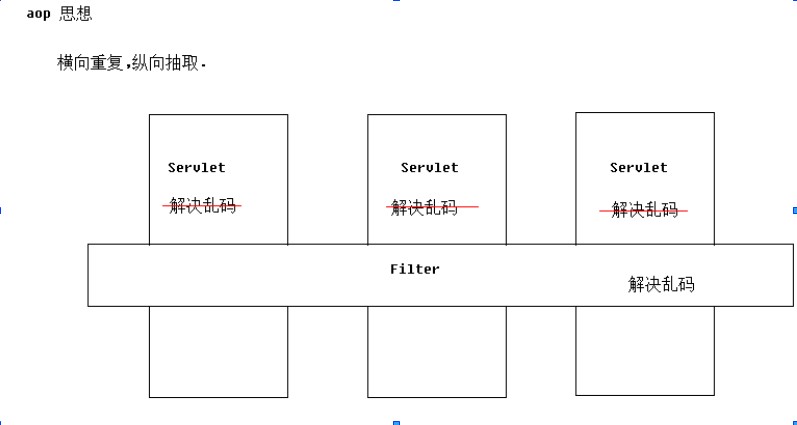 aop 思想
横向重复,纵向抽取.
Servlet
Servlet
Servlet
解决乱码
解决乱码
解决乱码
Filter
解决乱码